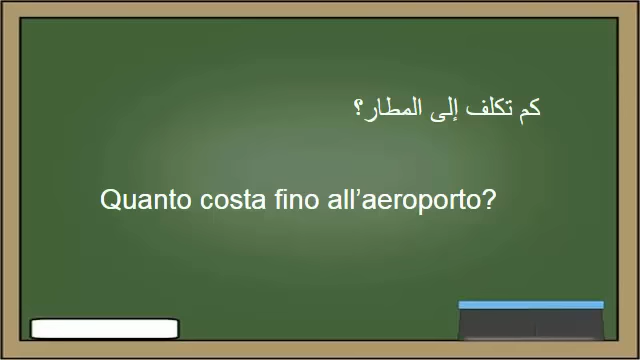 كم تكلف إلى المطار؟
Quanto costa fino all’aeroporto?